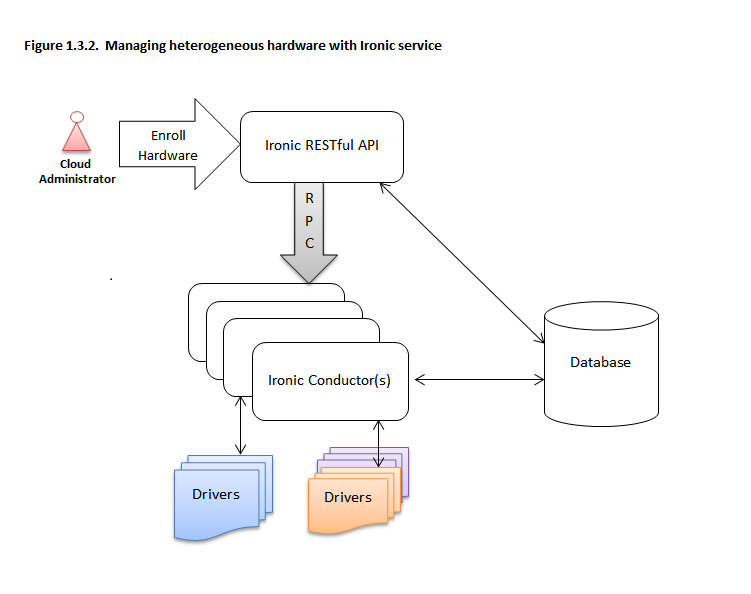 Figure 1.3.2.  Managing heterogeneous hardware with Ironic service
Enroll
Hardware
Ironic RESTful API
Cloud
Administrator
R
P
C
Database
Ironic Conductor(s)
Drivers
Drivers